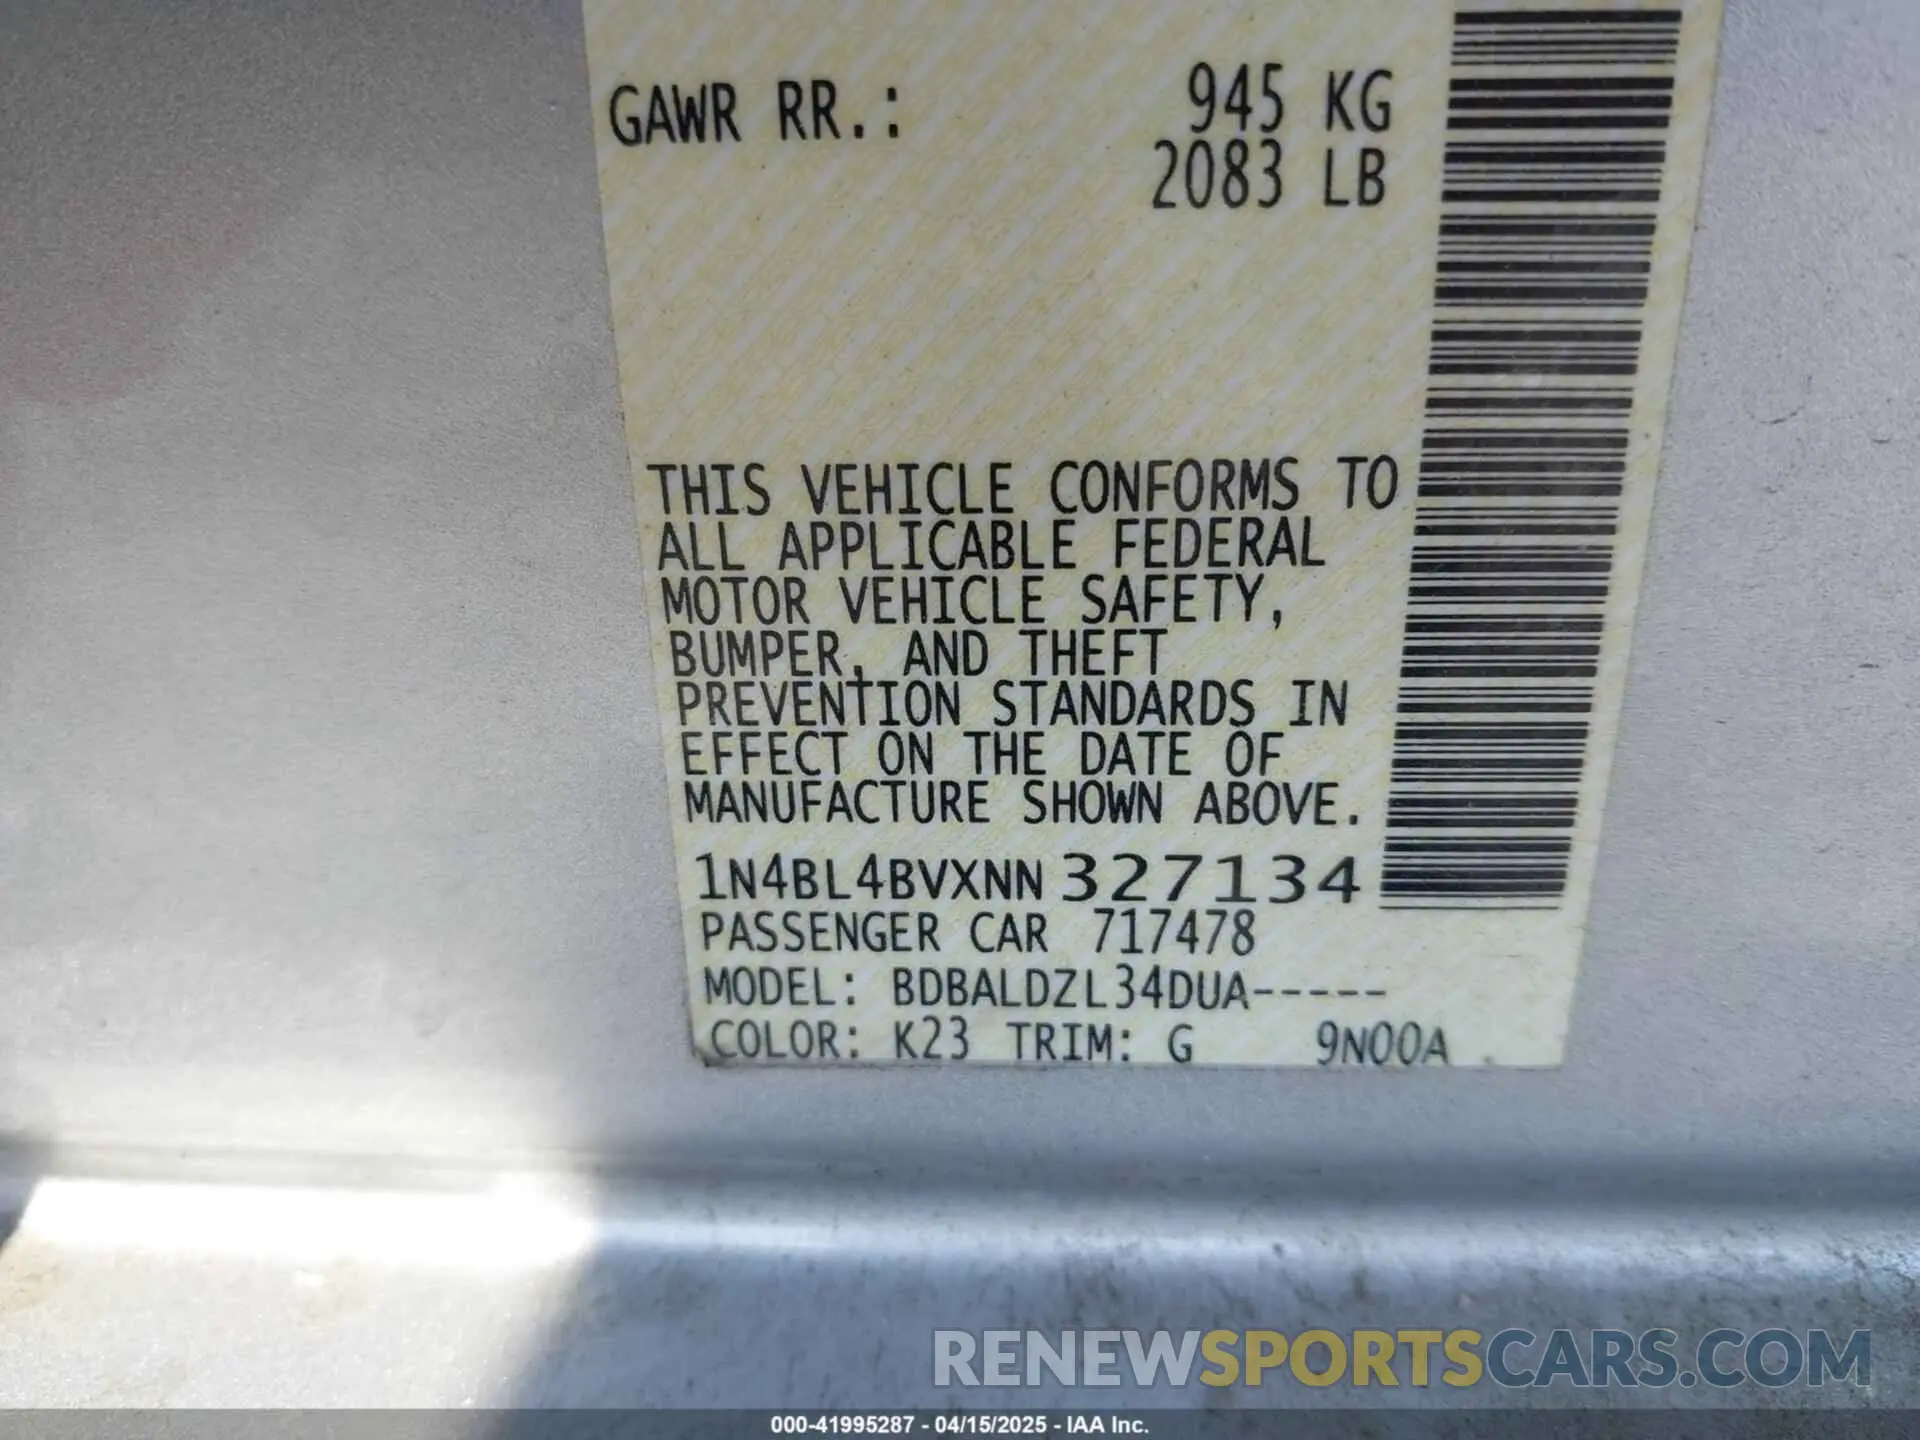 GAWR RR.: 945 KG
2083 LB
THIS VEHICLE CONFORMS TO
ALL APPLICABLE FEDERAL
MOTOR VEHICLE SAFETY,
BUMPER, AND THEFT
PREVENTION STANDARDS IN
EFFECT ON THE DATE OF
MANUFACTURE SHOWN ABOVE.
1N4BL4BVXNN327134
PASSENGER CAR 717478
MODEL: BDBALDZL34DUA-----
COLOR: K23 TRIM: G 9N00A
RENEWSPORTSCARS.COM
000-41995287 - 04/15/2025 - IAA Inc.